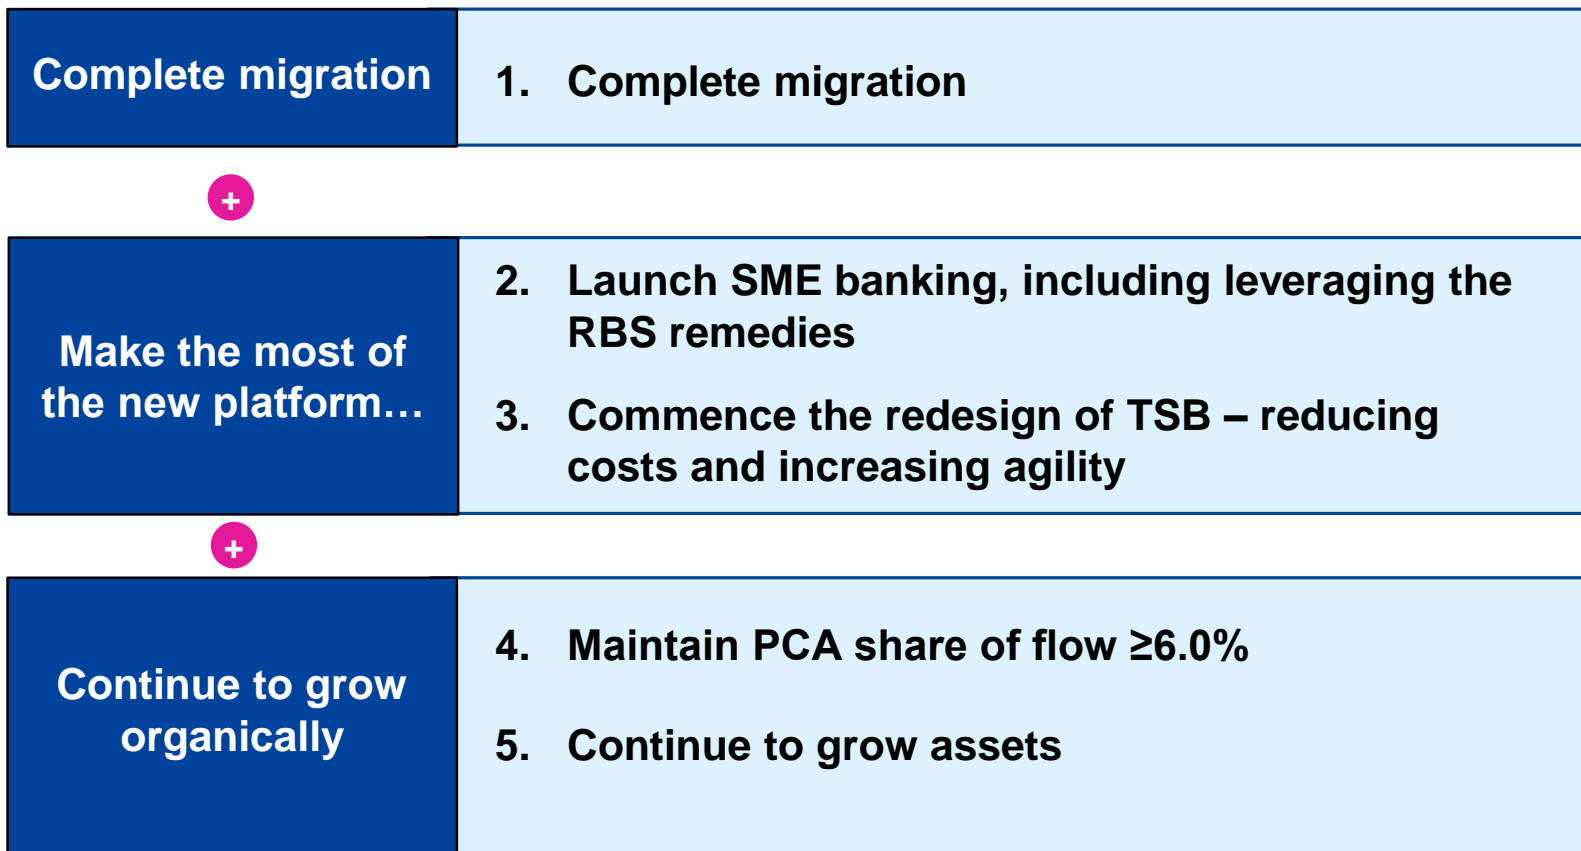 Complete migration
1. Complete migration
+
Make the most of
the new platform…
2. Launch SME banking, including leveraging the
RBS remedies
3. Commence the redesign of TSB – reducing
costs and increasing agility
+
Continue to grow
organically
4. Maintain PCA share of flow ≥6.0%
5. Continue to grow assets